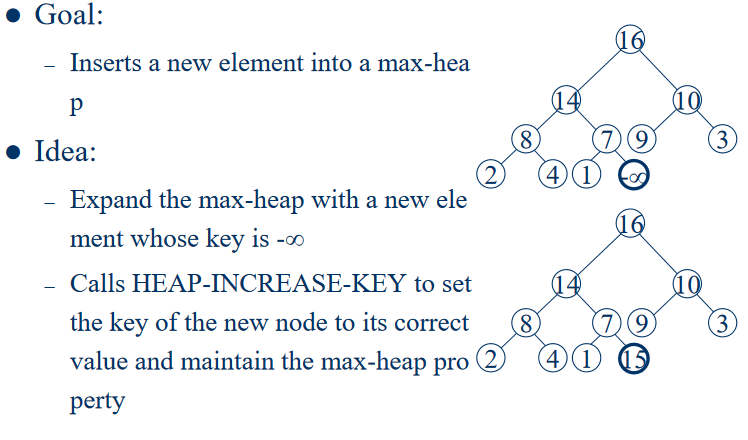 ● Goal:
– Inserts a new element into a max-hea
p
● Idea:
– Expand the max-heap with a new ele
ment whose key is -∞
– Calls HEAP-INCREASE-KEY to set
the key of the new node to its correct
value and maintain the max-heap pro
perty
16
14 10
8 7 9 3
2 4 1 -∞
16
14 10
8 7 9 3
2 4 1 15